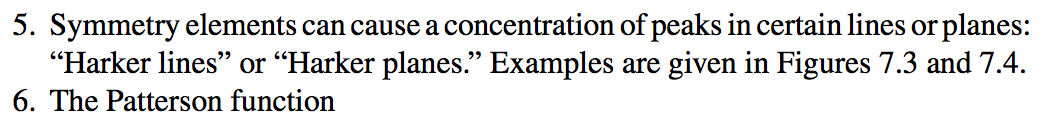 5. Symmetry elements can cause a concentration of peaks in certain lines or planes:
“Harker lines” or “Harker planes.” Examples are given in Figures 7.3 and 7.4.
6. The Patterson function